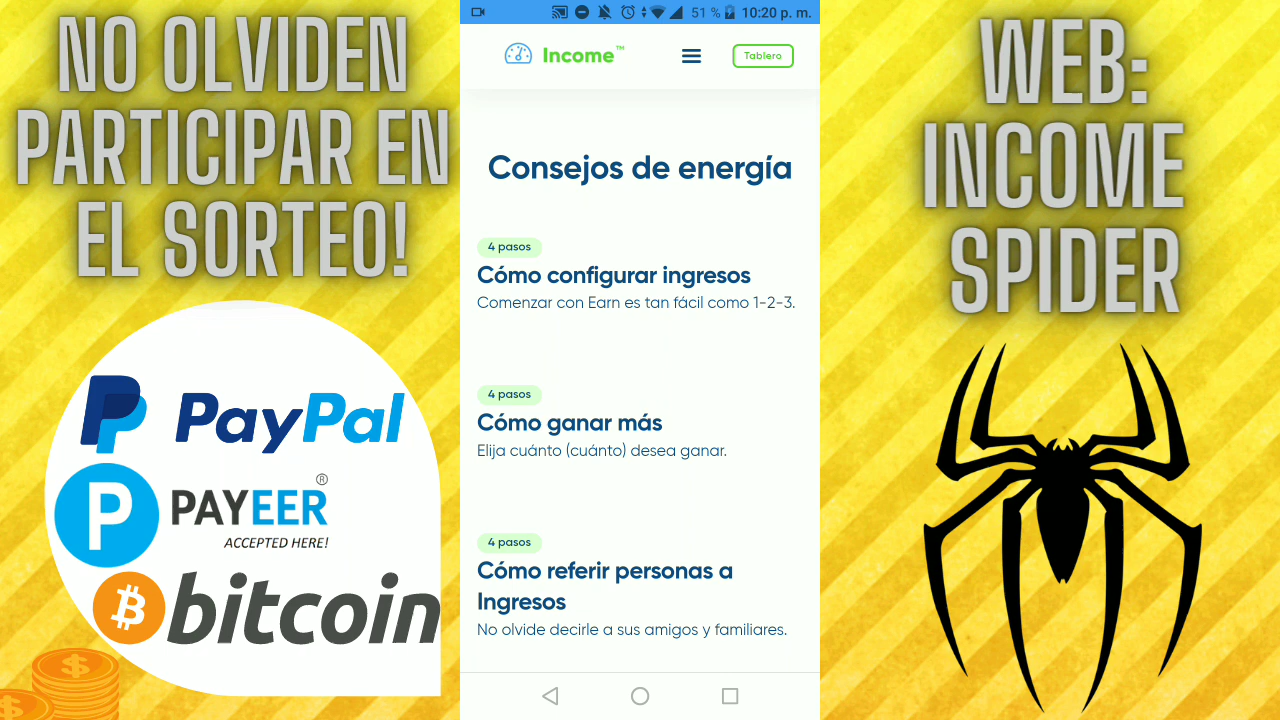 NO OLVIDEN
PARTICIPAR EN
EL SORTEO!
PayPal
PAYEER®
ACCEPTED HERE!
bitcoin
51 % 10:20 p. m.
Income™
Tablero
Consejos de energía
4 pasos
Cómo configurar ingresos
Comenzar con Earn es tan fácil como 1-2-3.
4 pasos
Cómo ganar más
Elija cuánto (cuánto) desea ganar.
4 pasos
Cómo referir personas a
Ingresos
No olvide decirle a sus amigos y familiares.
WEB:
INCOME
SPIDER